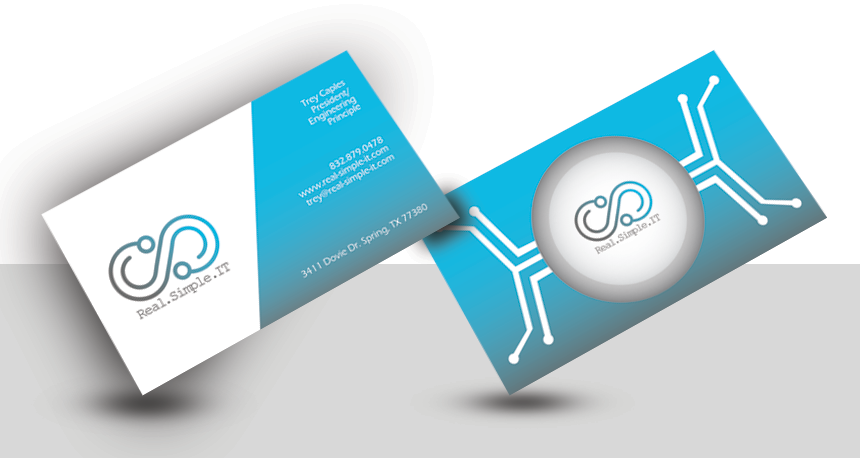 Trey Caples
President/
Engineering
Principle
832.879.0478
www.real-simple-it.com
trey@real-simple-it.com
3411 Dovie Dr. Spring, TX 77380
Real.Simple.IT
Real.Simple.IT